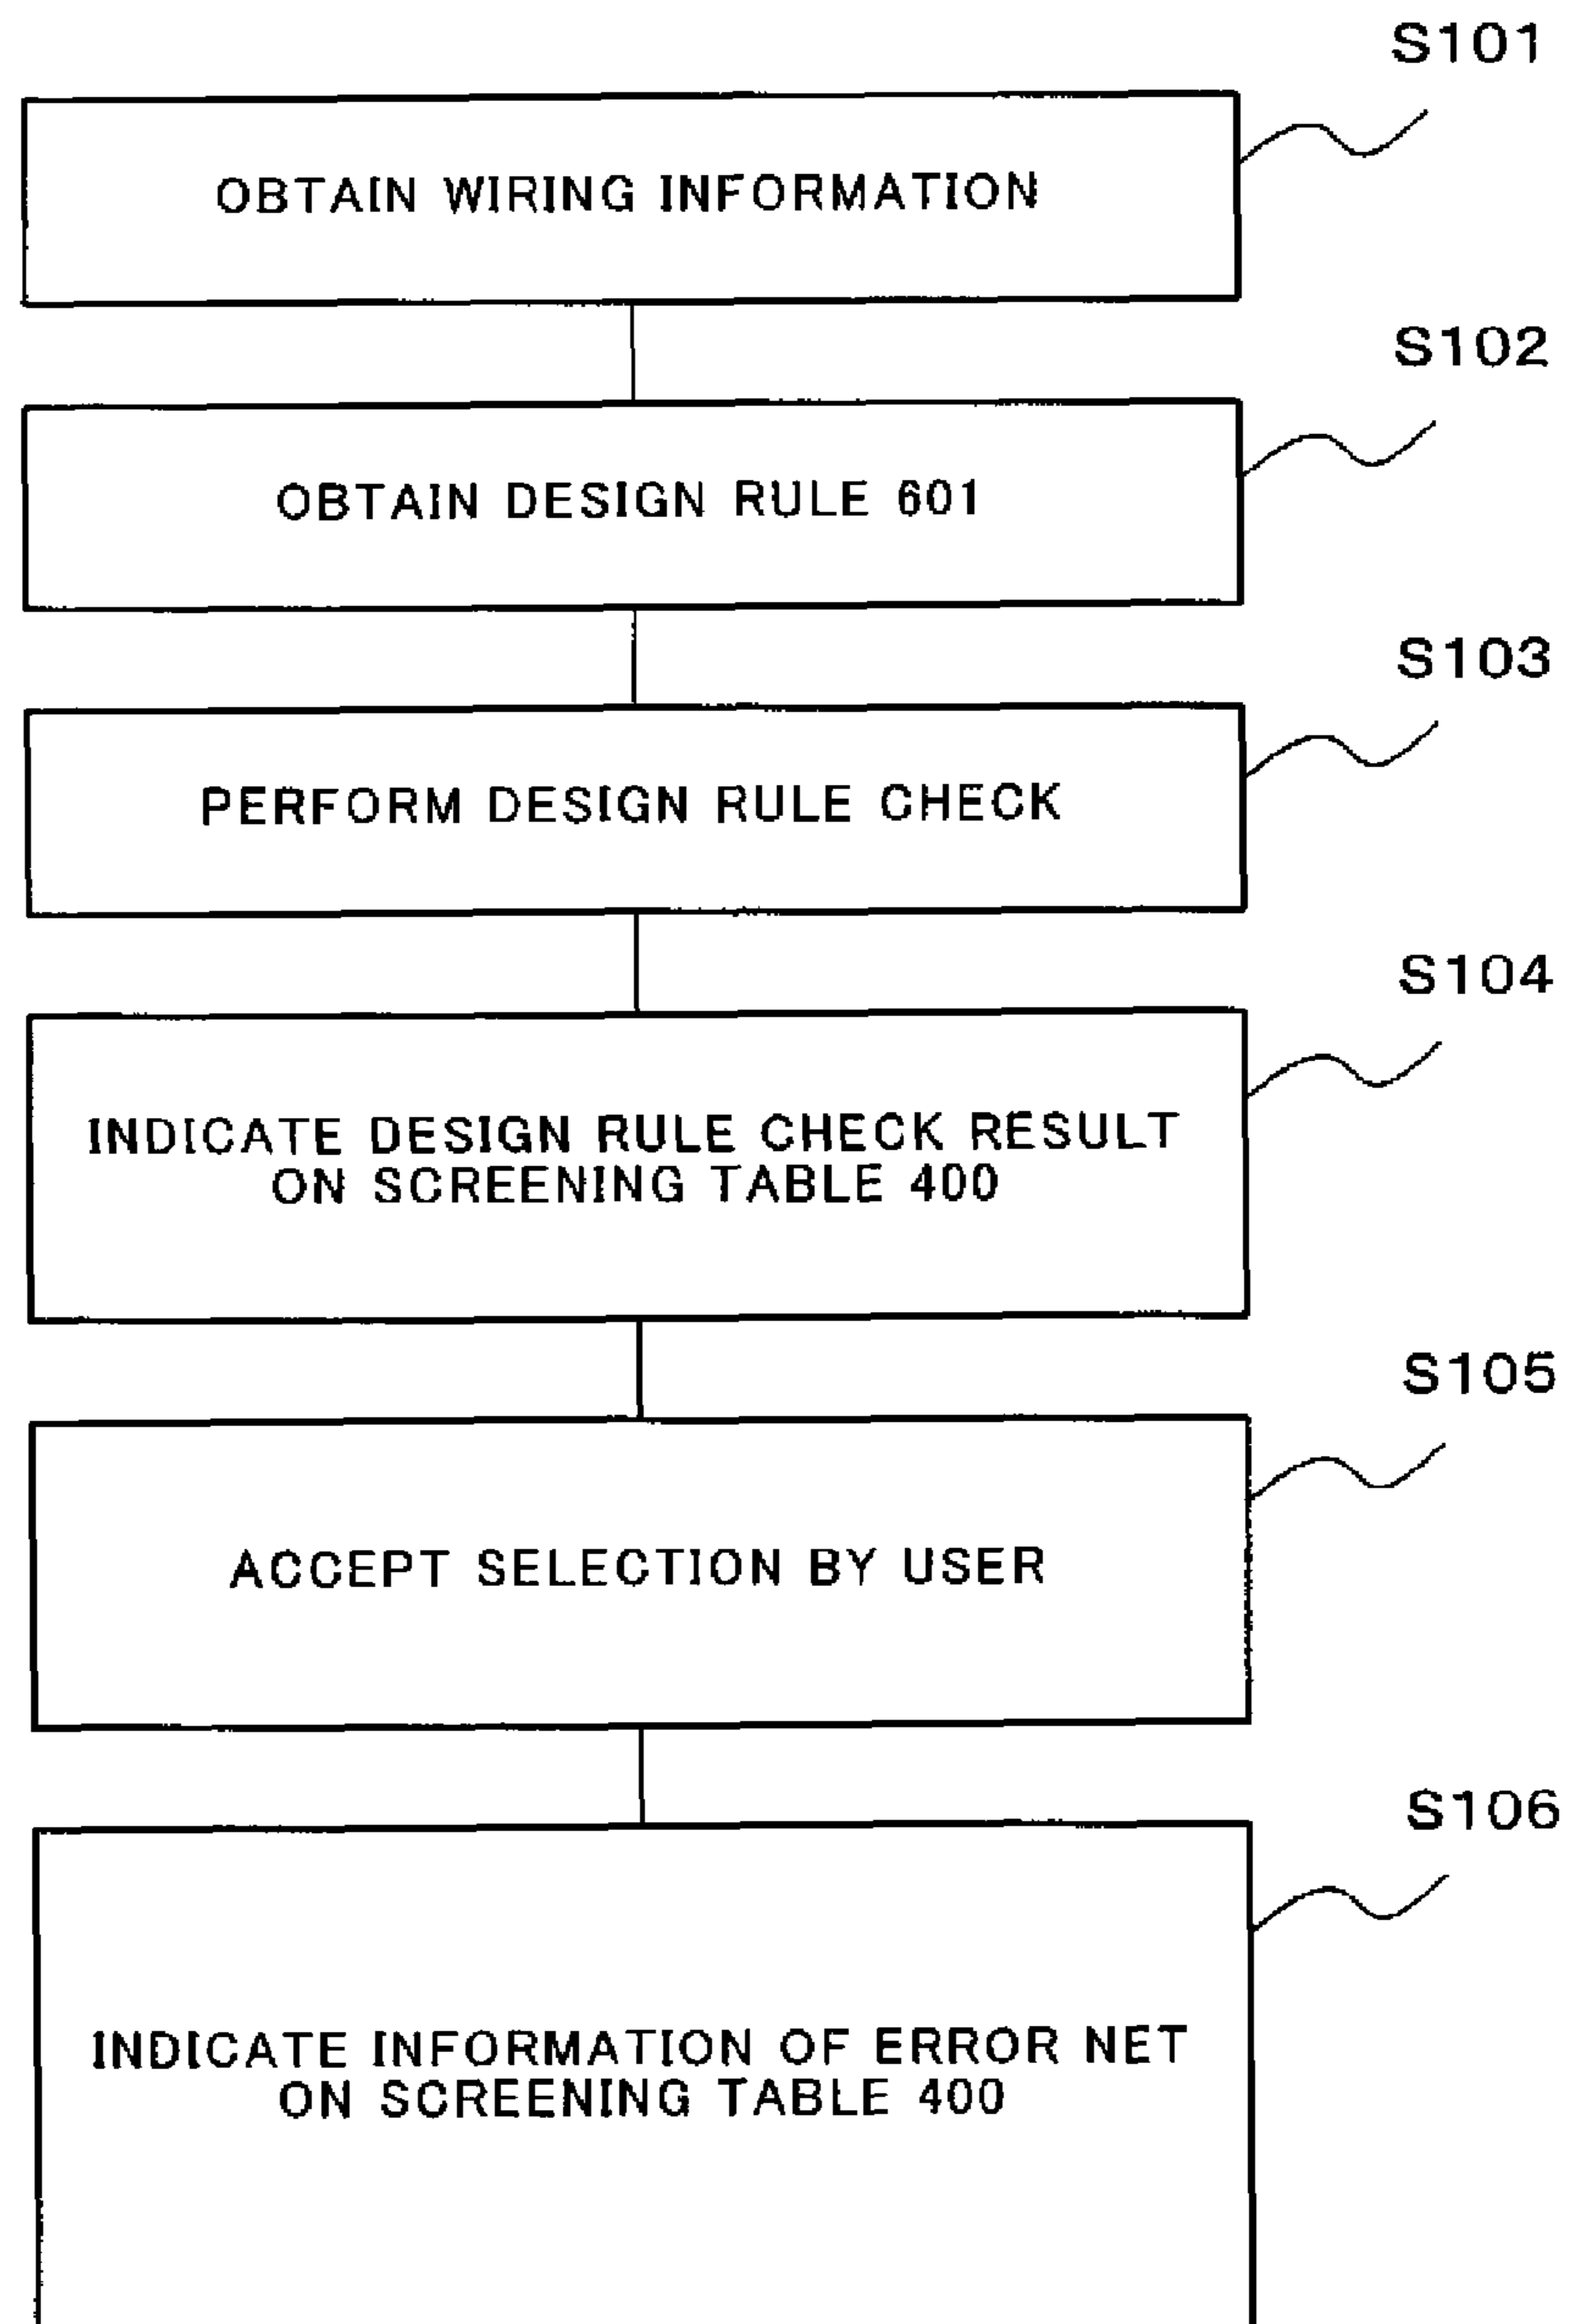 S101
OBTAIN WIRING INFORMATION
S102
OBTAIN DESIGN RULE 601
S103
PERFORM DESIGN RULE CHECK
S104
INDICATE DESIGN RULE CHECK RESULT
ON SCREENING TABLE 400
S105
ACCEPT SELECTION BY USER
S106
INDICATE INFORMATION OF ERROR NET
ON SCREENING TABLE 400